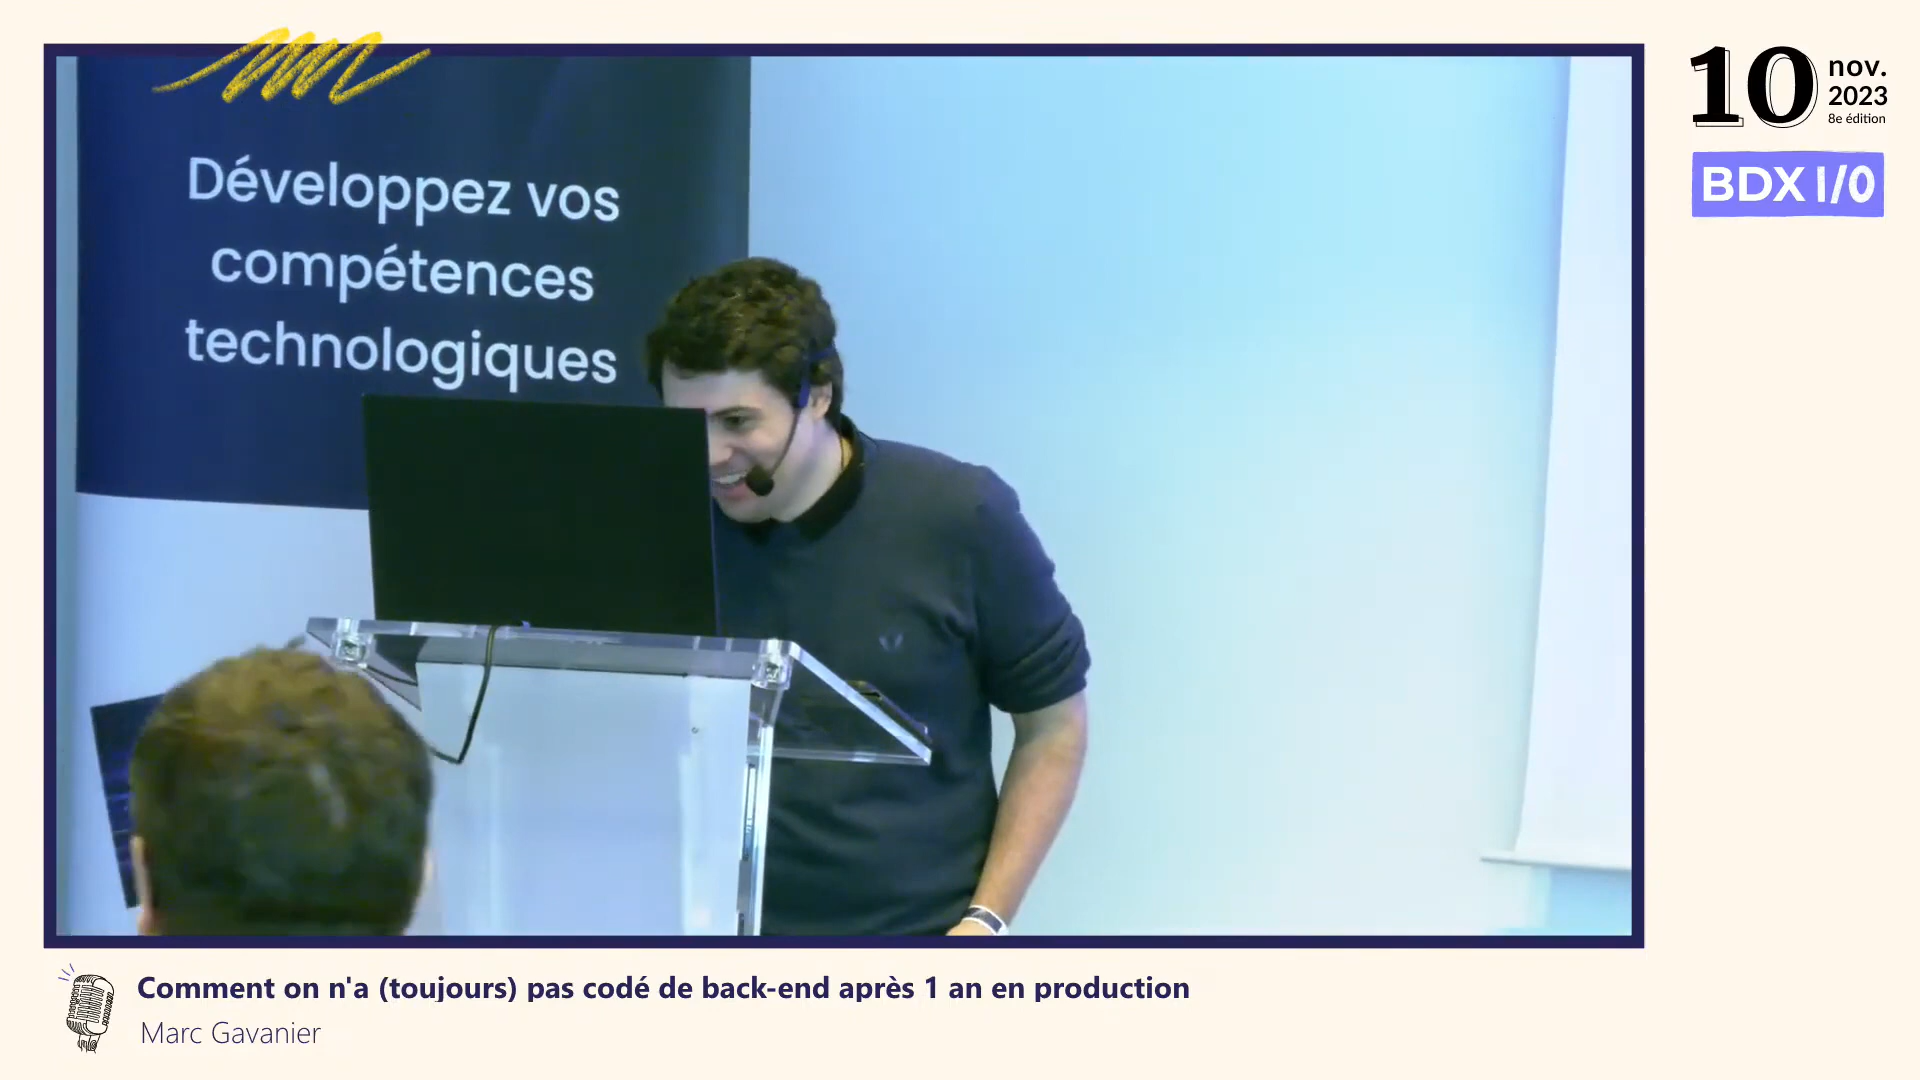 Développez vos
compétences
technologiques
10
nov.
2023
8e édition
BDX I/O
Comment on n'a (toujours) pas codé de back-end après 1 an en production
Marc Gavanier